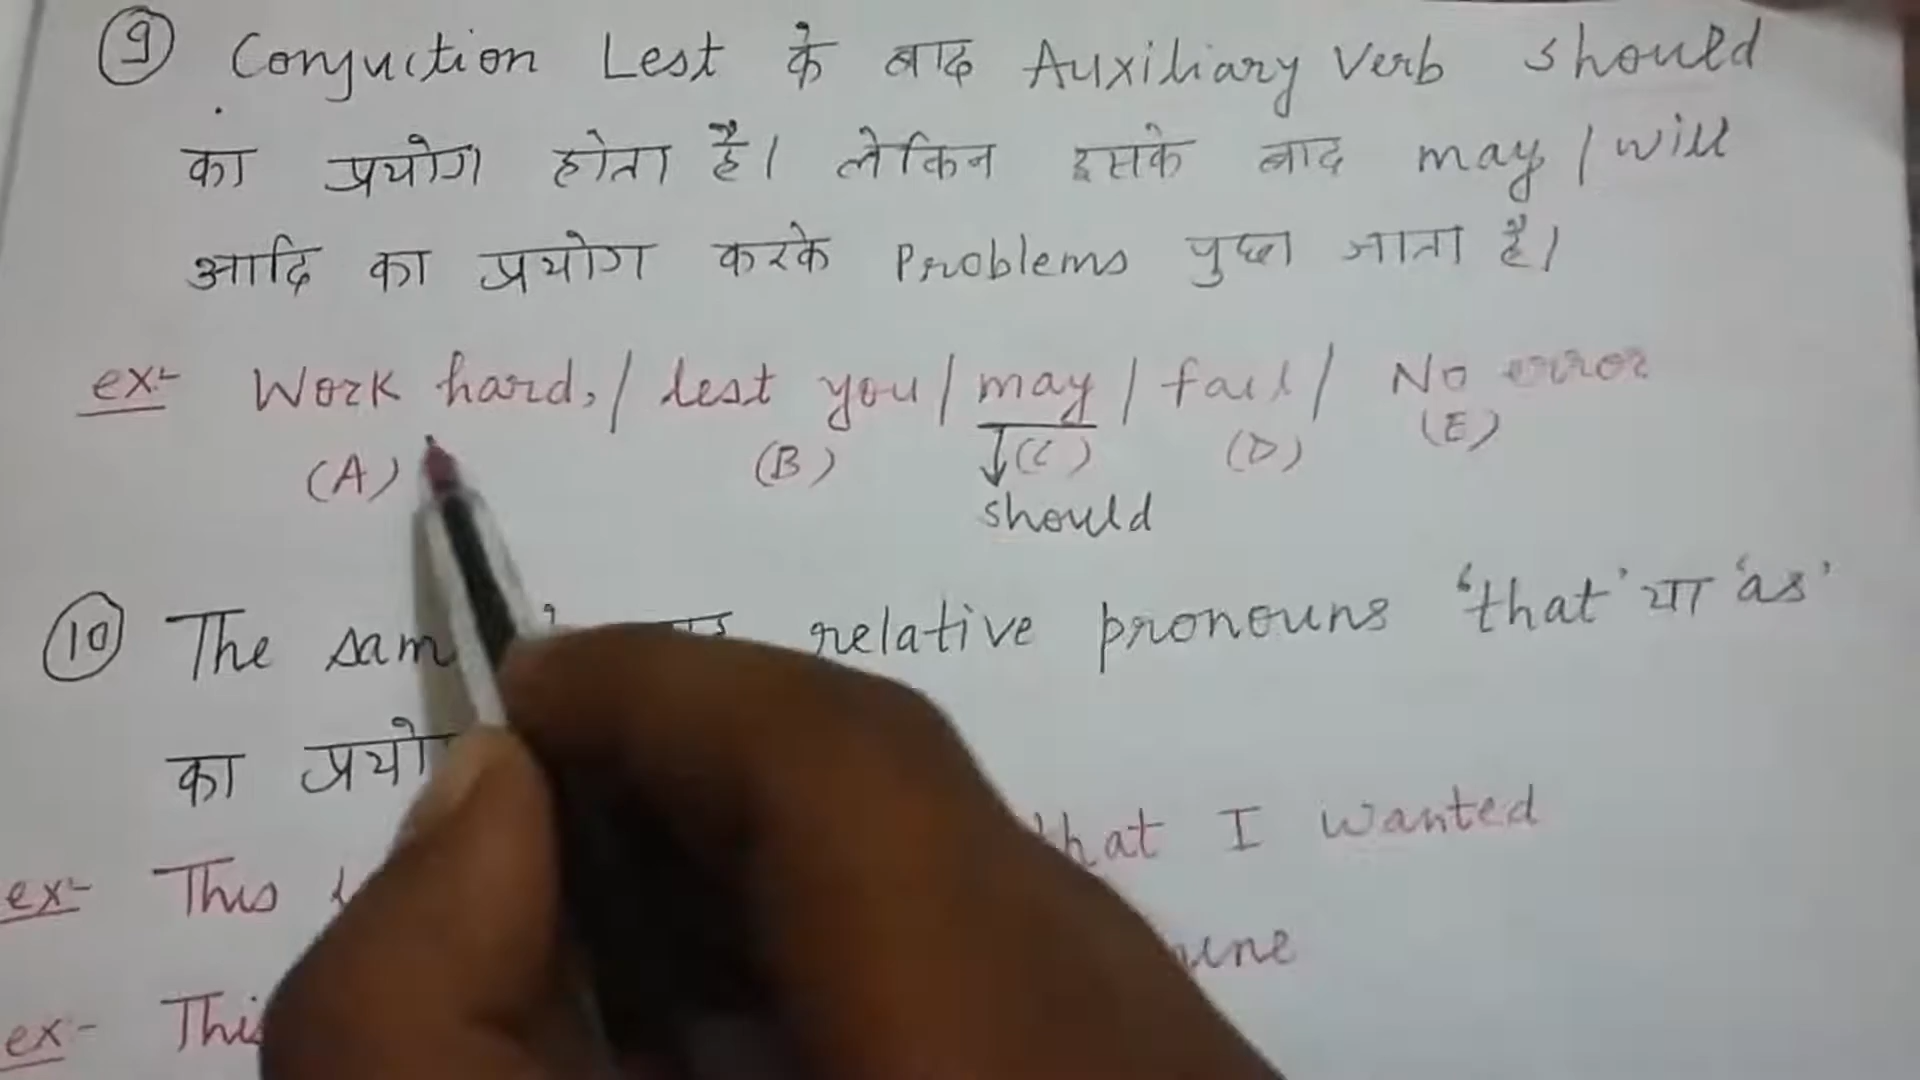 9 Conjuction Lest के बाद Auxiliary Verb should
का प्रयोग होता है। लेकिन इसके बाद may / will
आदि का प्रयोग करके Problems पुछा जाता है।
ex- Work hard, / lest you / may / fail / No error
(A) (B) (C) (D) (E)
should
10 The sam relative pronouns 'that' या 'as'
का प्रयो
ex- This that I wanted
ex- This